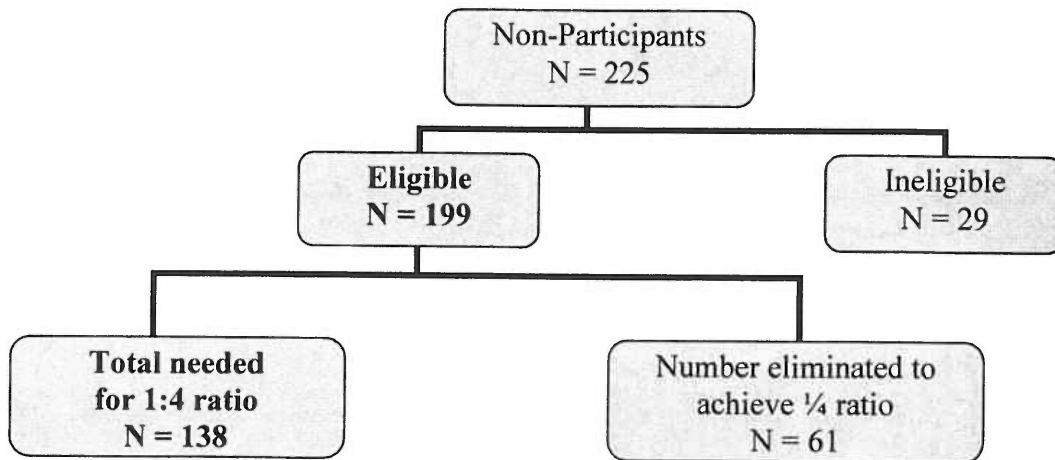 Non-Participants
N = 225
Eligible
N = 199
Ineligible
N = 29
Total needed
for 1:4 ratio
N = 138
Number eliminated to
achieve ¼ ratio
N = 61